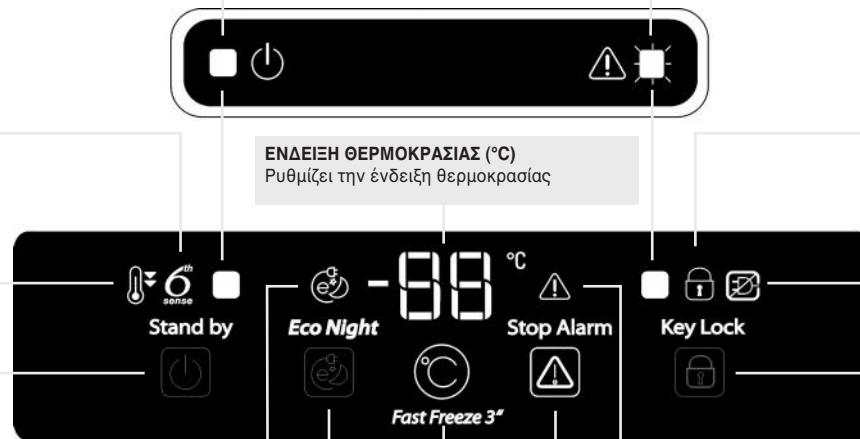 ΕΝΔΕΙΞΗ ΘΕΡΜΟΚΡΑΣΙΑΣ (°C)
Ρυθμίζει την ένδειξη θερμοκρασίας
6th sense
e
-88 °C
Stand by
Eco Night
Stop Alarm
Key Lock
e
°C
Fast Freeze 3"